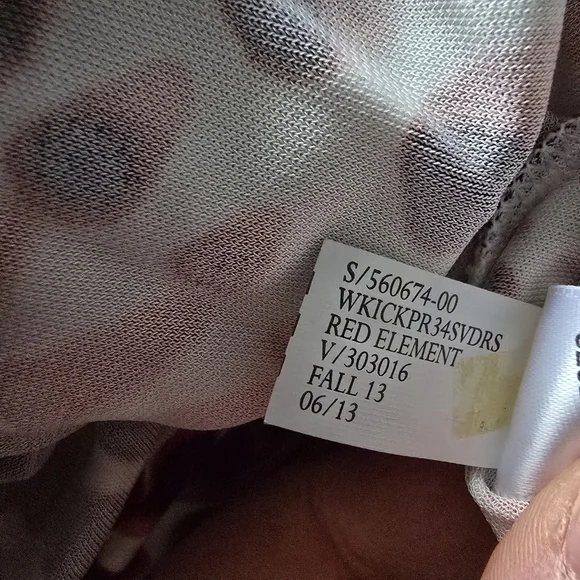 S/560674-00
WKICKPR34SVDRS
RED ELEMENT
V/303016
FALL 13
06/13